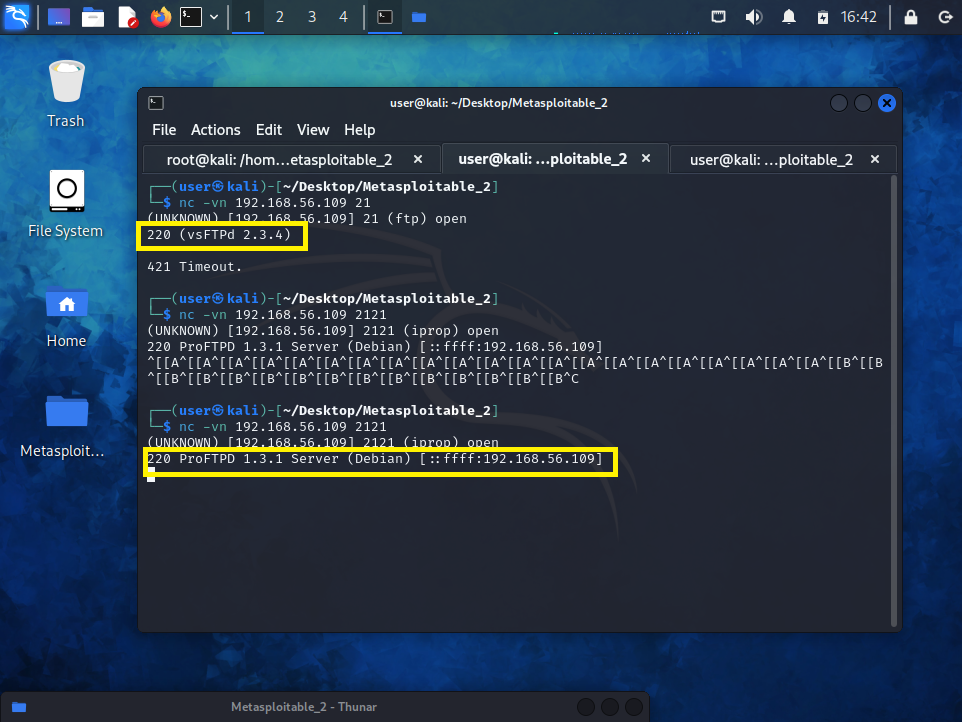 1 2 3 4 16:42
Trash
File System
Home
Metasploit…
user@kali: ~/Desktop/Metasploitable_2
File Actions Edit View Help
root@kali: /hom…etasploitable_2 × user@kali: …ploitable_2 × user@kali: …ploitable_2 ×
┌──(user㉿kali)-[~/Desktop/Metasploitable_2]
└─$ nc -vn 192.168.56.109 21
(UNKNOWN) [192.168.56.109] 21 (ftp) open
220 (vsFTPd 2.3.4)
421 Timeout.
┌──(user㉿kali)-[~/Desktop/Metasploitable_2]
└─$ nc -vn 192.168.56.109 2121
(UNKNOWN) [192.168.56.109] 2121 (iprop) open
220 ProFTPD 1.3.1 Server (Debian) [::ffff:192.168.56.109]
^[[A^[[A^[[A^[[A^[[A^[[A^[[A^[[A^[[A^[[A^[[A^[[A^[[A^[[A^[[A^[[A^[[A^[[A^[[A^[[A^[[A^[[A^[[A^[[A^[[B^[[B
^[[B^[[B^[[B^[[B^[[B^[[B^[[B^[[B^[[B^[[B^[[B^[[B^[[B^[[B^[[B^C
┌──(user㉿kali)-[~/Desktop/Metasploitable_2]
└─$ nc -vn 192.168.56.109 2121
(UNKNOWN) [192.168.56.109] 2121 (iprop) open
220 ProFTPD 1.3.1 Server (Debian) [::ffff:192.168.56.109]
Metasploitable_2 - Thunar